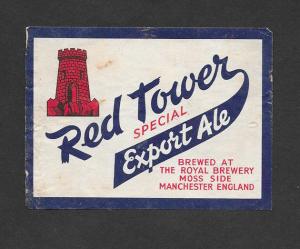 Red Tower
SPECIAL
Export Ale
BREWED AT
THE ROYAL BREWERY
MOSS SIDE
MANCHESTER ENGLAND